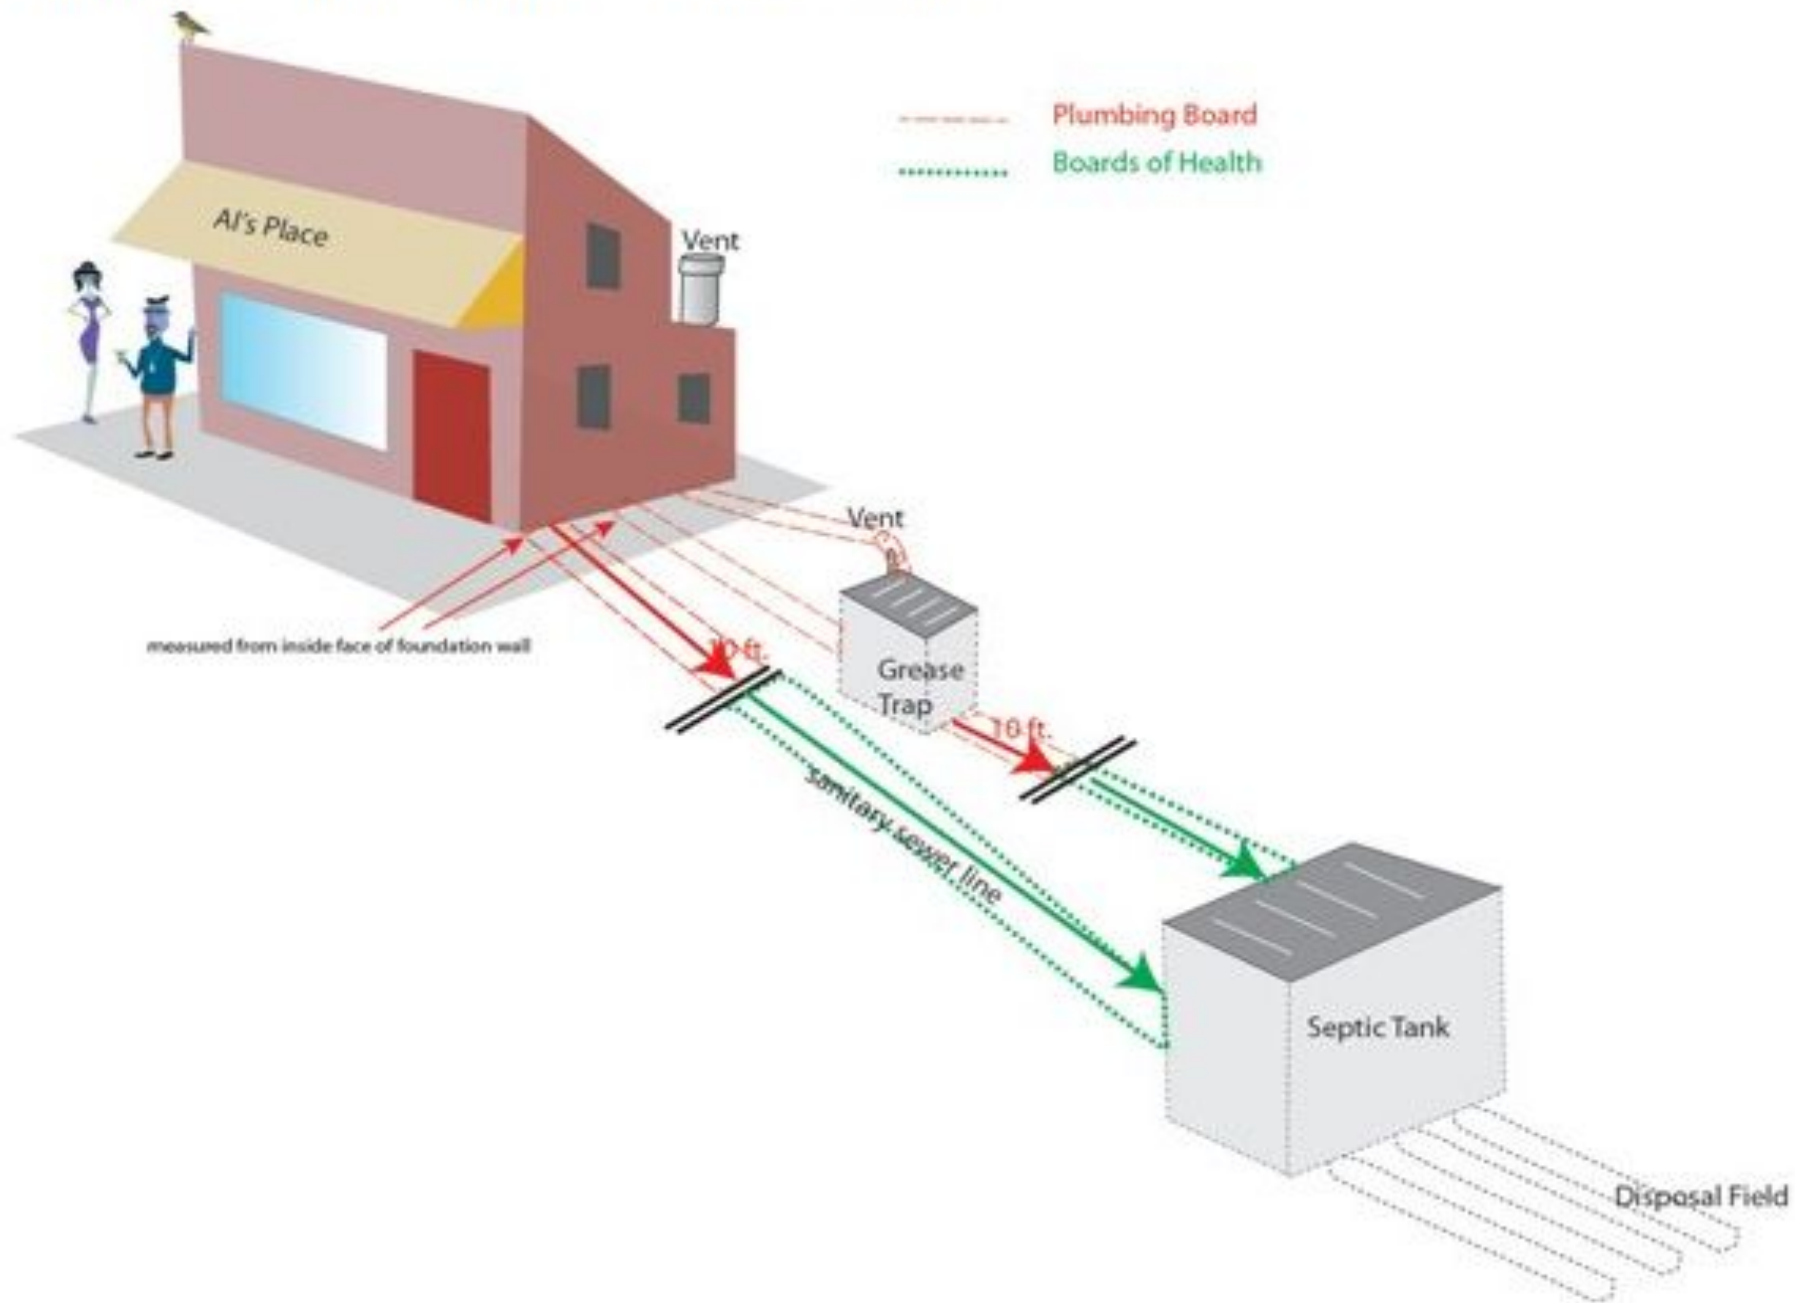 Plumbing Board
Boards of Health
Al's Place
Vent
Vent
measured from inside face of foundation wall
10 ft.
Grease
Trap
10 ft.
sanitary sewer line
Septic Tank
Disposal Field